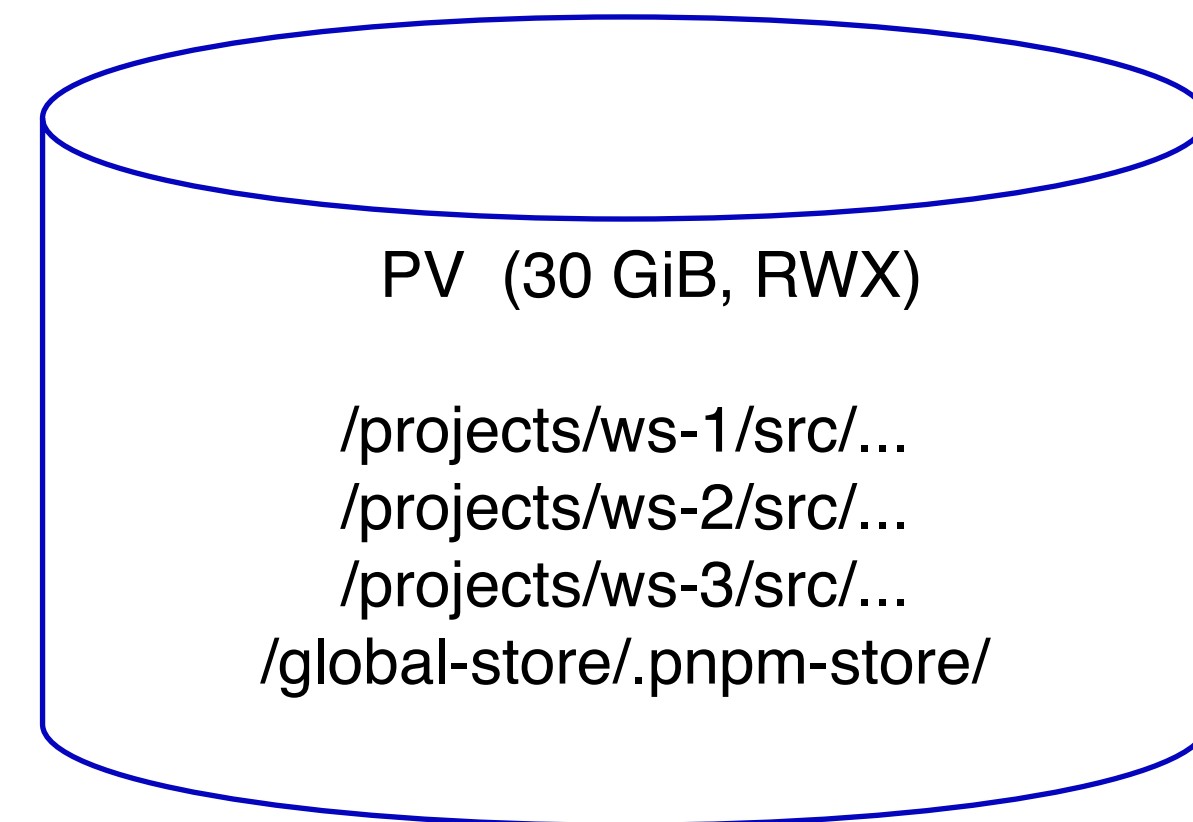 PV  (30 GiB, RWX)
/projects/ws-1/src/...
/projects/ws-2/src/...
/projects/ws-3/src/...
/global-store/.pnpm-store/